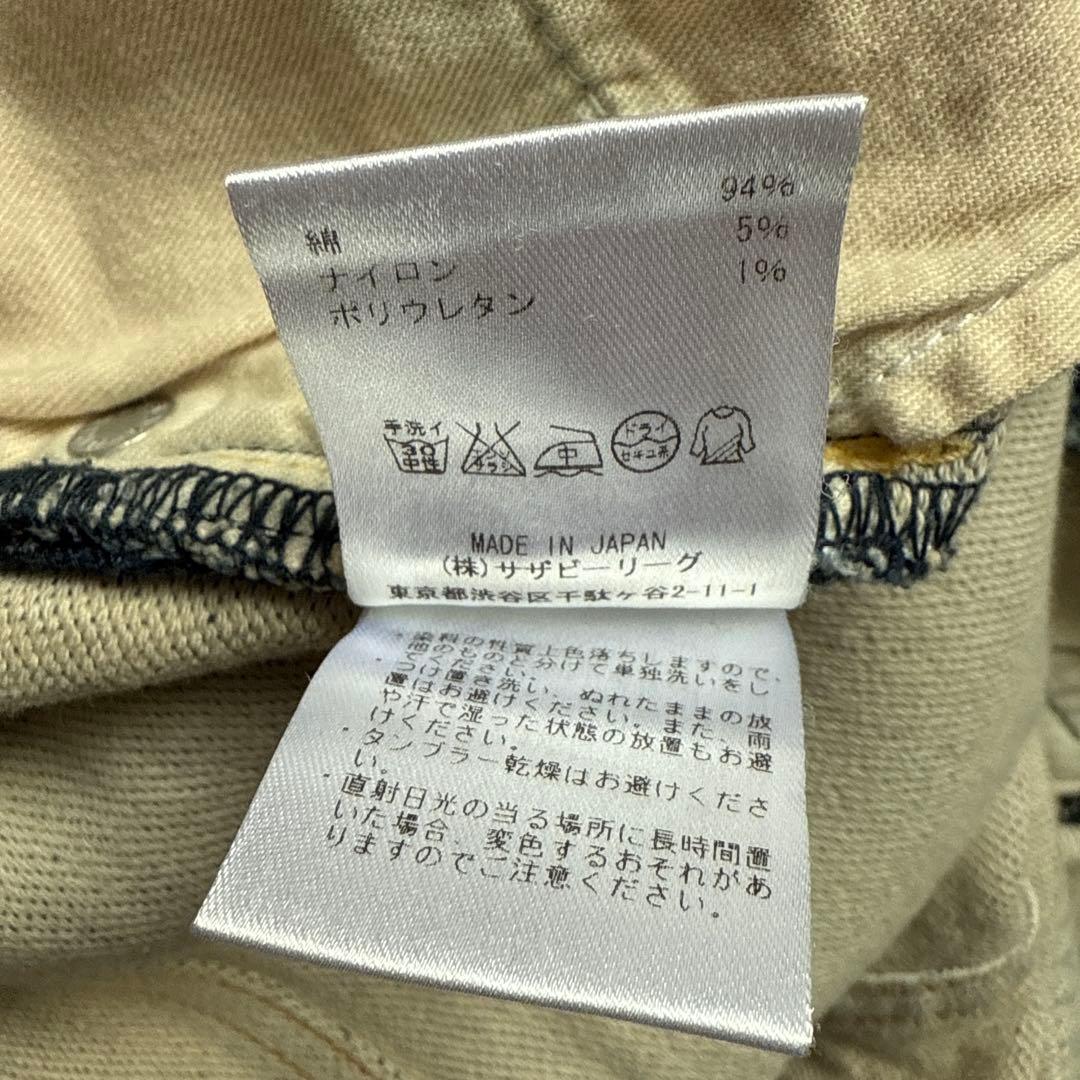 綿 94%
ナイロン 5%
ポリウレタン 1%
手洗イ
30
中性
エンソ
サラシ
中
ドライ
セキユ系
MADE IN JAPAN
(株)サザビーリーグ
東京都渋谷区千駄ケ谷2-11-1
・染料の性質上色落ちしますので、
他のものと分けて単独洗いをし
てください。
・つけ置き洗い、ぬれたままの放
置はお避けください。また、雨
や汗で湿った状態の放置もお避
けください。
・タンブラー乾燥はお避けくださ
い。
・直射日光の当る場所に長時間置
いた場合、変色するおそれがあ
りますのでご注意ください。